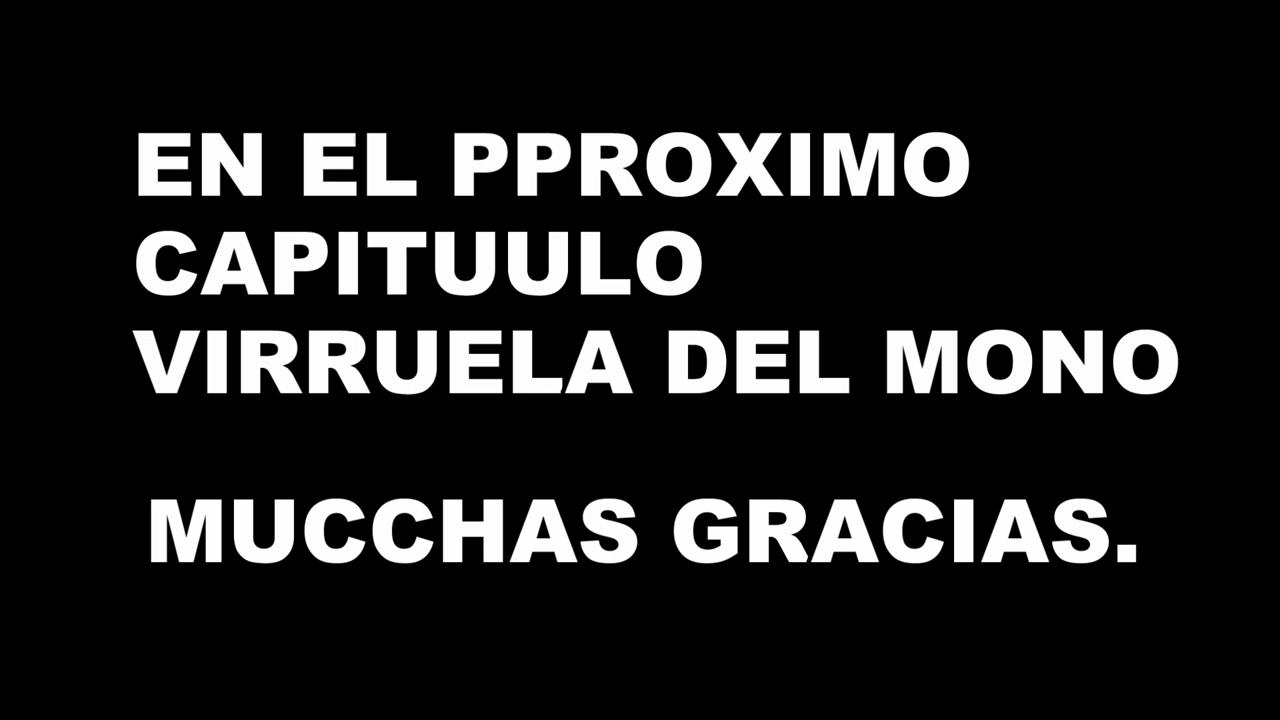 EN EL PPROXIMO
CAPITUULO
VIRRUELA DEL MONO
MUCCHAS GRACIAS.